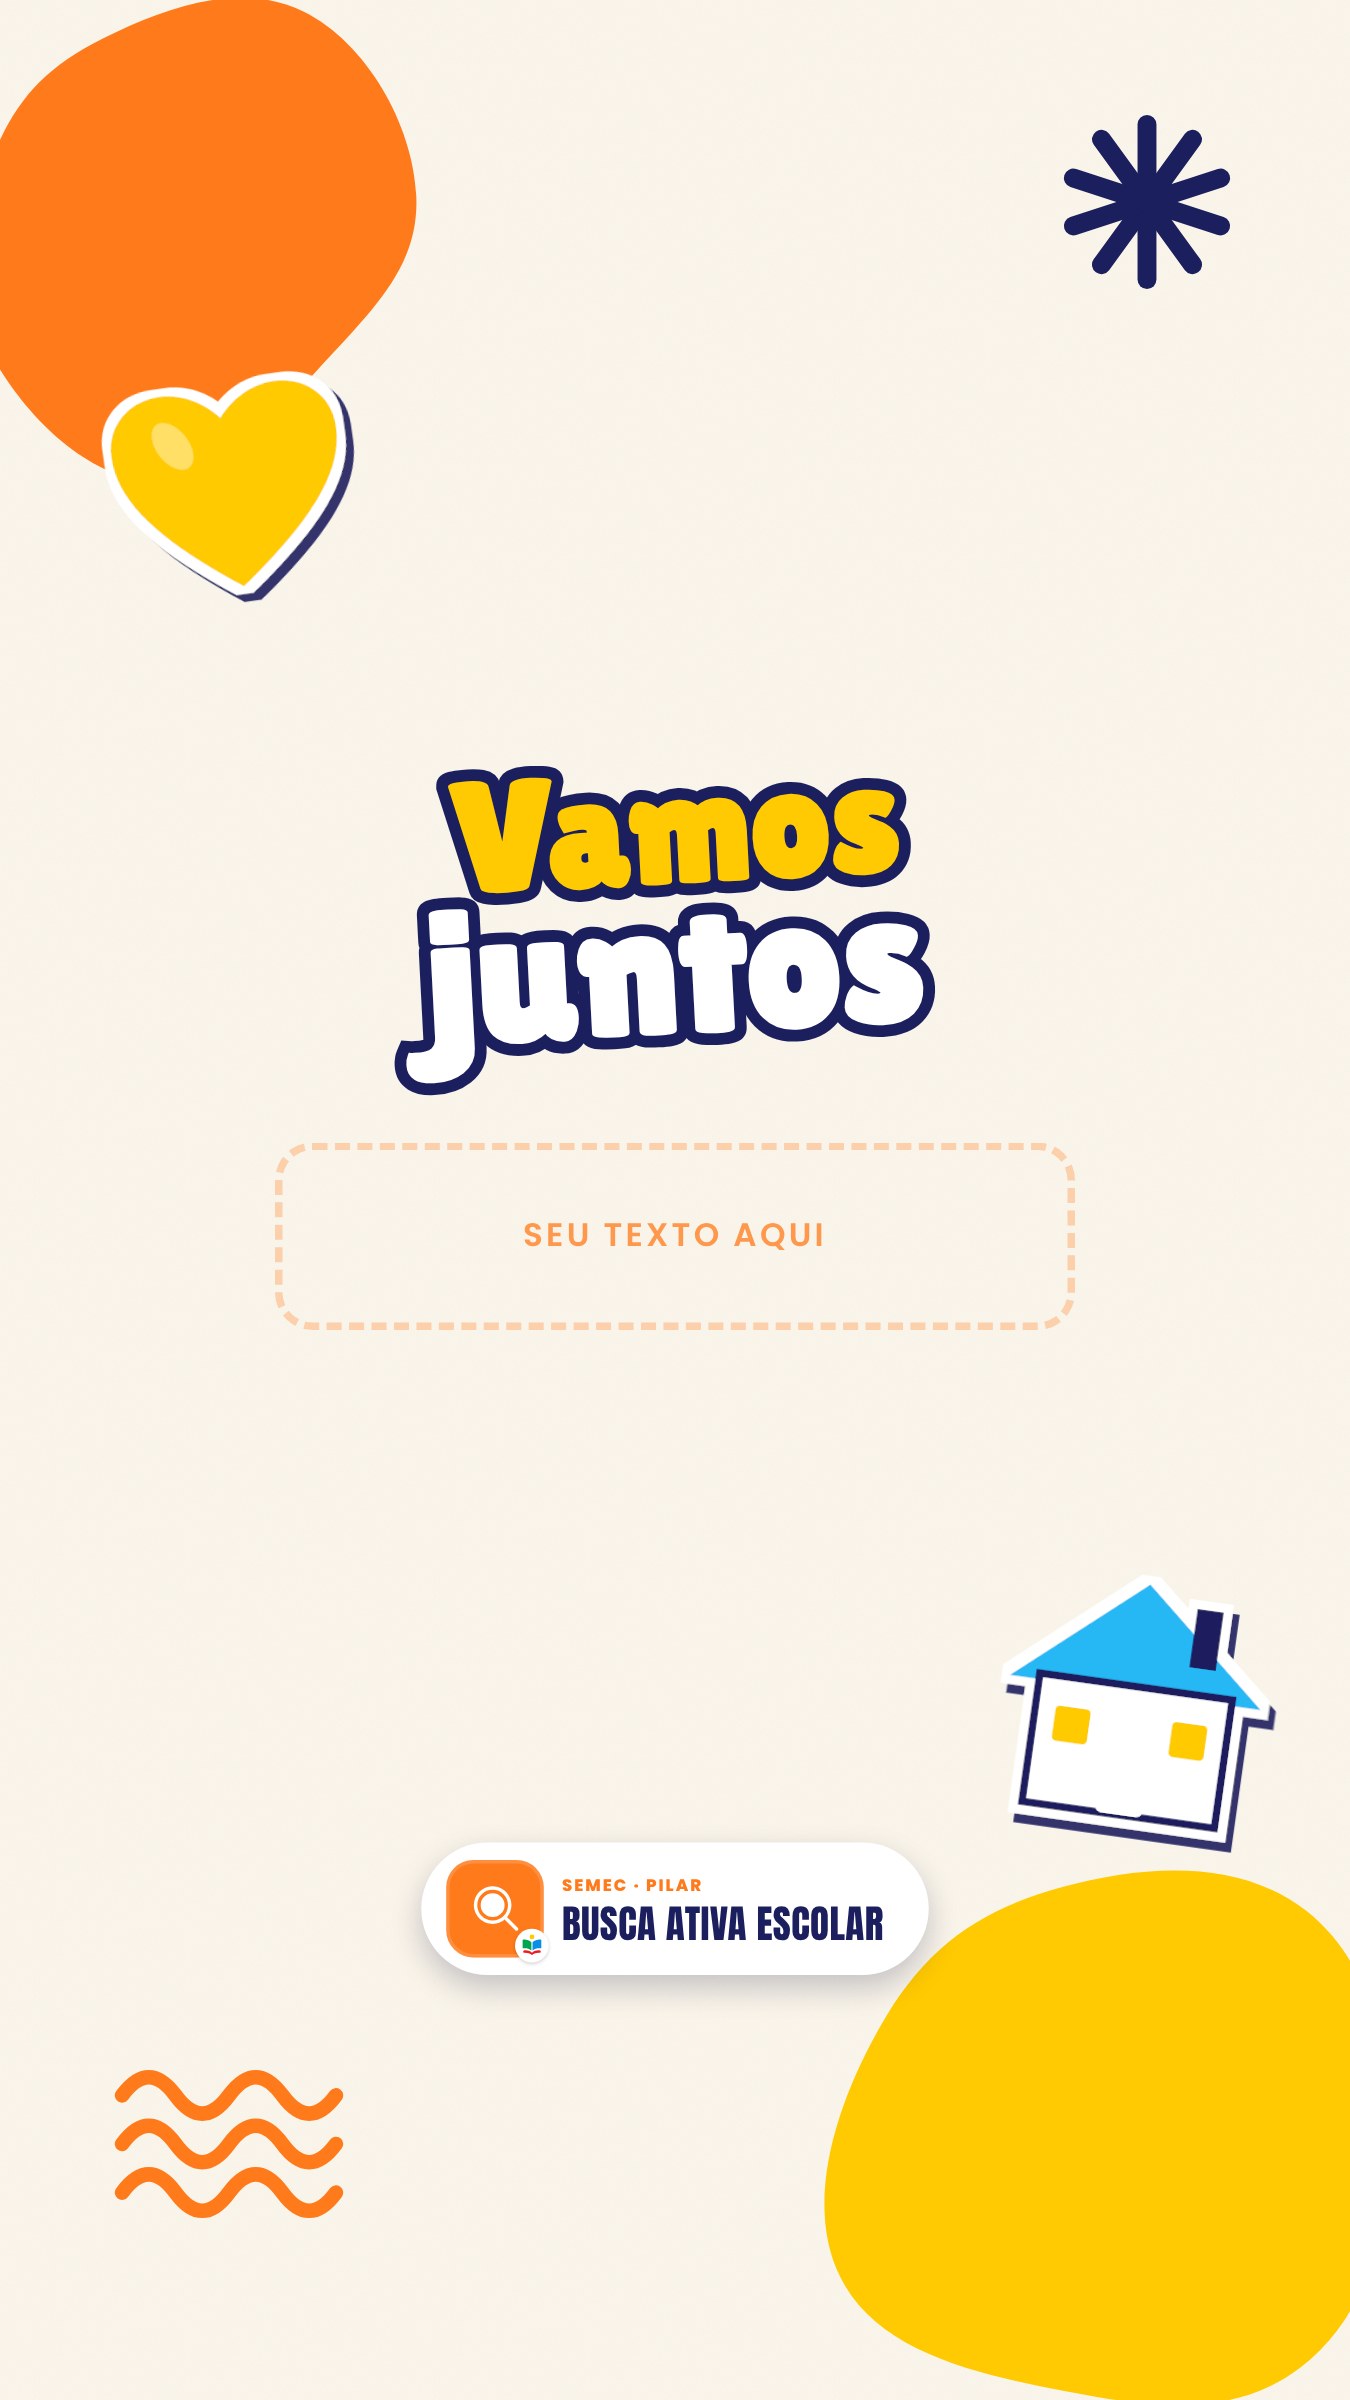 Vamos
juntos
SEU TEXTO AQUI
SEMEC · PILAR
BUSCA ATIVA ESCOLAR